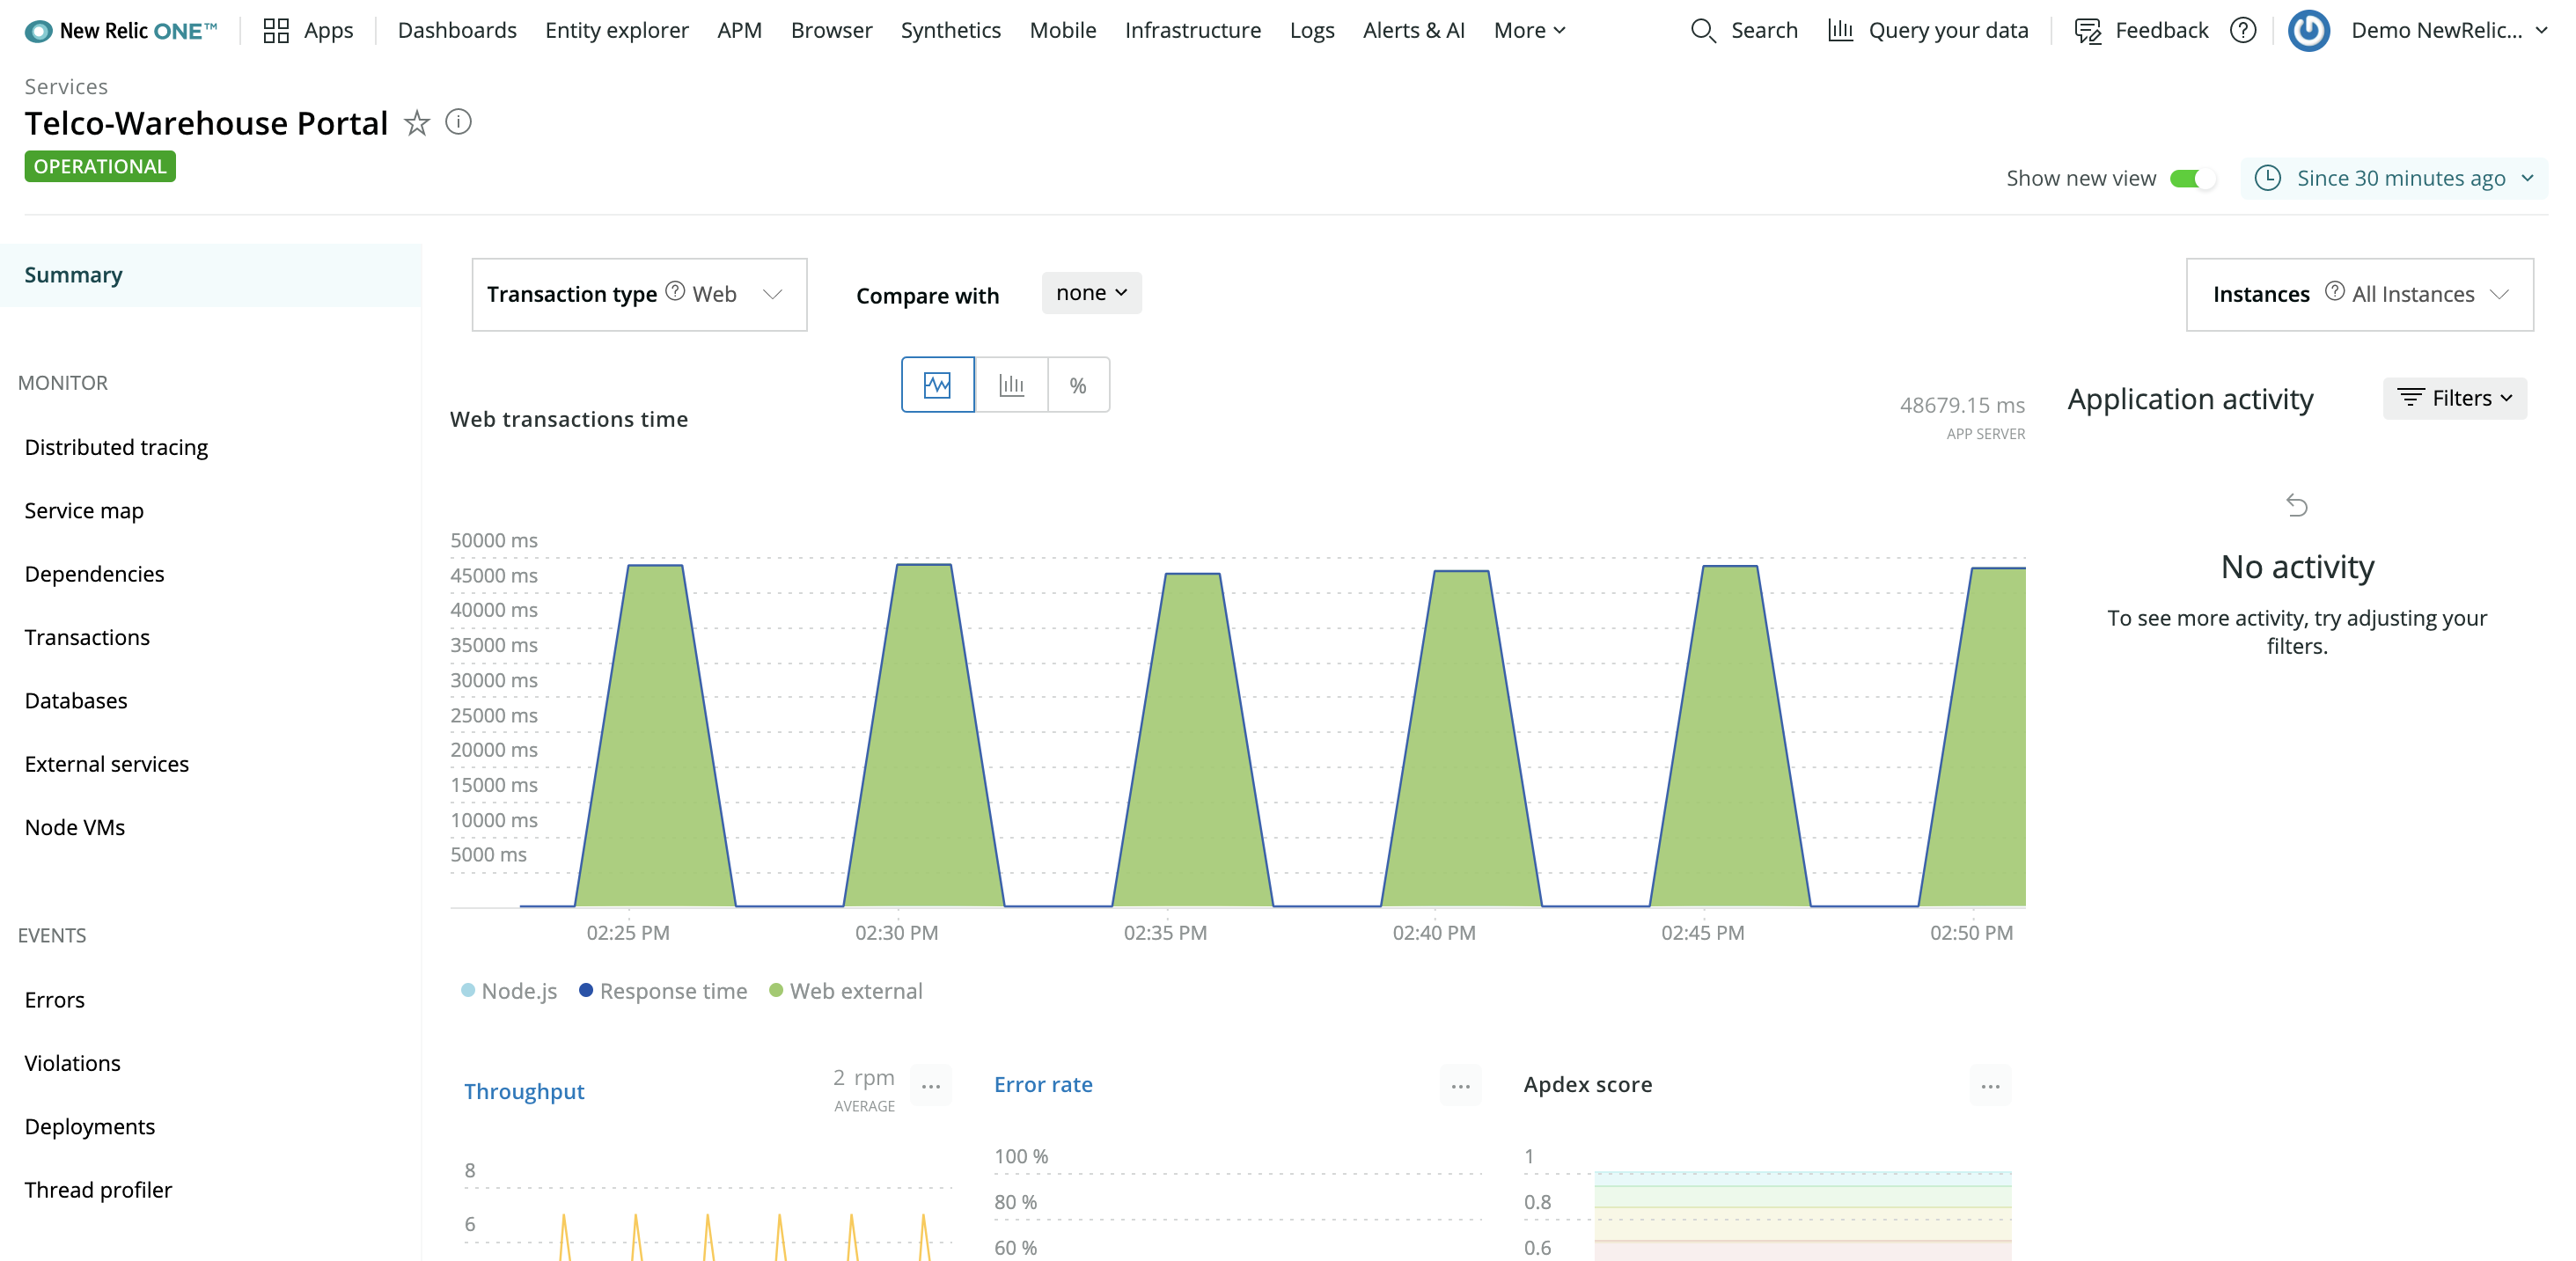 New Relic ONE™ Apps Dashboards Entity explorer APM Browser Synthetics Mobile Infrastructure Logs Alerts & AI More Search Query your data Feedback ? Demo NewRelic...
Services
Telco-Warehouse Portal i
OPERATIONAL
Show new view Since 30 minutes ago
Summary
MONITOR
Distributed tracing
Service map
Dependencies
Transactions
Databases
External services
Node VMs
EVENTS
Errors
Violations
Deployments
Thread profiler
Transaction type ? Web Compare with none Instances ? All Instances
%
Web transactions time
48679.15 ms
APP SERVER
50000 ms
45000 ms
40000 ms
35000 ms
30000 ms
25000 ms
20000 ms
15000 ms
10000 ms
5000 ms
02:25 PM 02:30 PM 02:35 PM 02:40 PM 02:45 PM 02:50 PM
Node.js Response time Web external
Application activity Filters
No activity
To see more activity, try adjusting your
filters.
Throughput 2 rpm ...
AVERAGE
8
6
Error rate ...
100 %
80 %
60 %
Apdex score ...
1
0.8
0.6